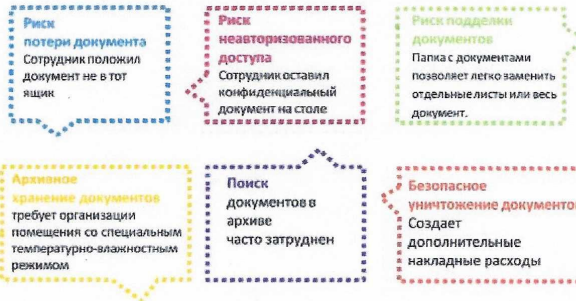 Риск
потери документа
Сотрудник положил
документ не в тот
ящик
Риск
неавторизованного
доступа
Сотрудник оставил
конфиденциальный
документ на столе
Риск подделки
документов
Папка с документами
позволяет легко заменить
отдельные листы или весь
документ.
Архивное
хранение документов
требует организации
помещения со специальным
температурно-влажностным
режимом
Поиск
документов в
архиве
часто затруднен
Безопасное
уничтожение документов
Создает
дополнительные
накладные расходы